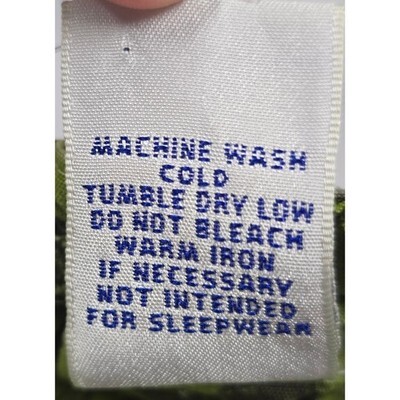 MACHINE WASH
COLD
TUMBLE DRY LOW
DO NOT BLEACH
WARM IRON
IF NECESSARY
NOT INTENDED
FOR SLEEPWEAR